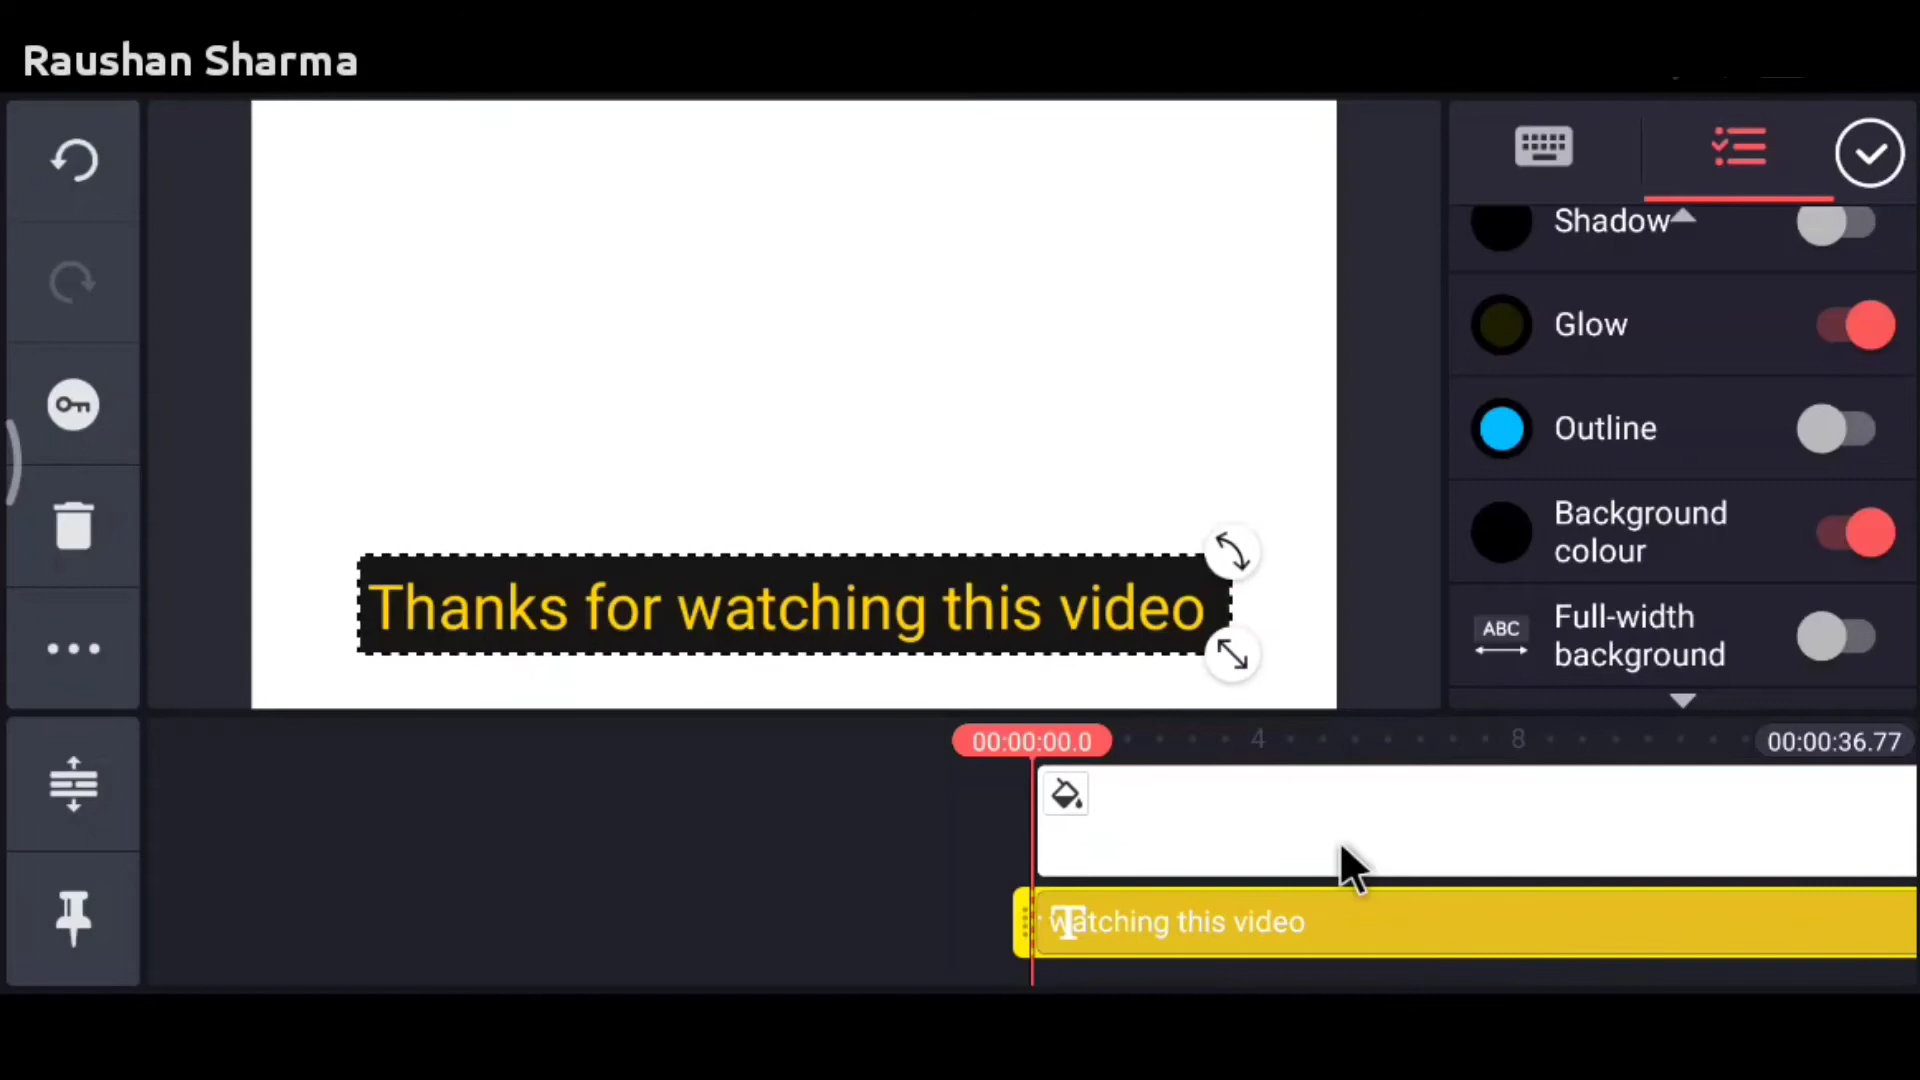 Raushan Sharma
Shadow
Glow
Outline
Background
colour
ABC
Full-width
background
Thanks for watching this video
00:00:00.0
4
8
00:00:36.77
T
watching this video